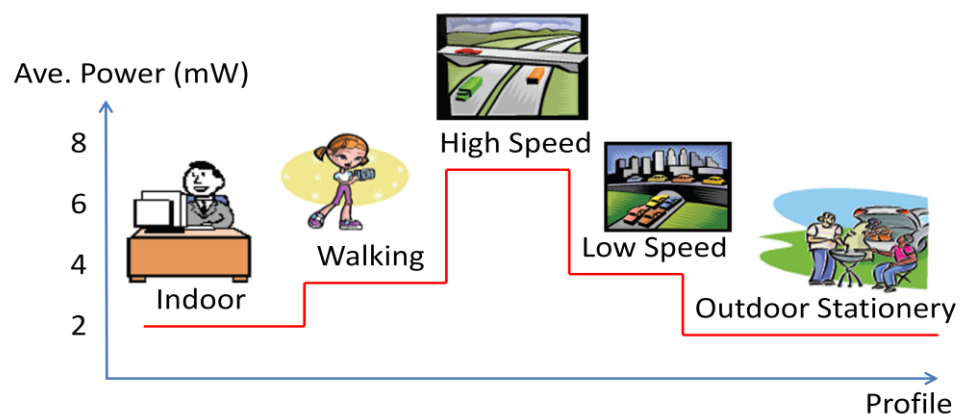 Ave. Power (mW)
8
6
4
2
Indoor
Walking
High Speed
Low Speed
Outdoor Stationery
Profile